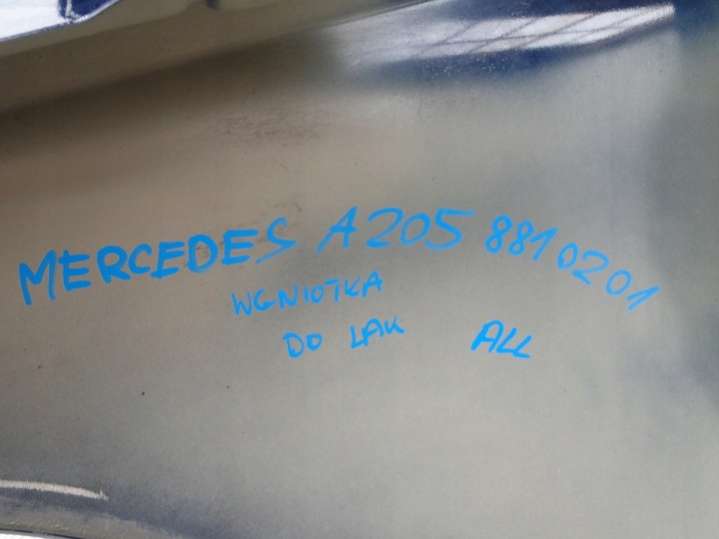 MERCEDES A205 8810201
WGNIOTKA
DO LAK ALL